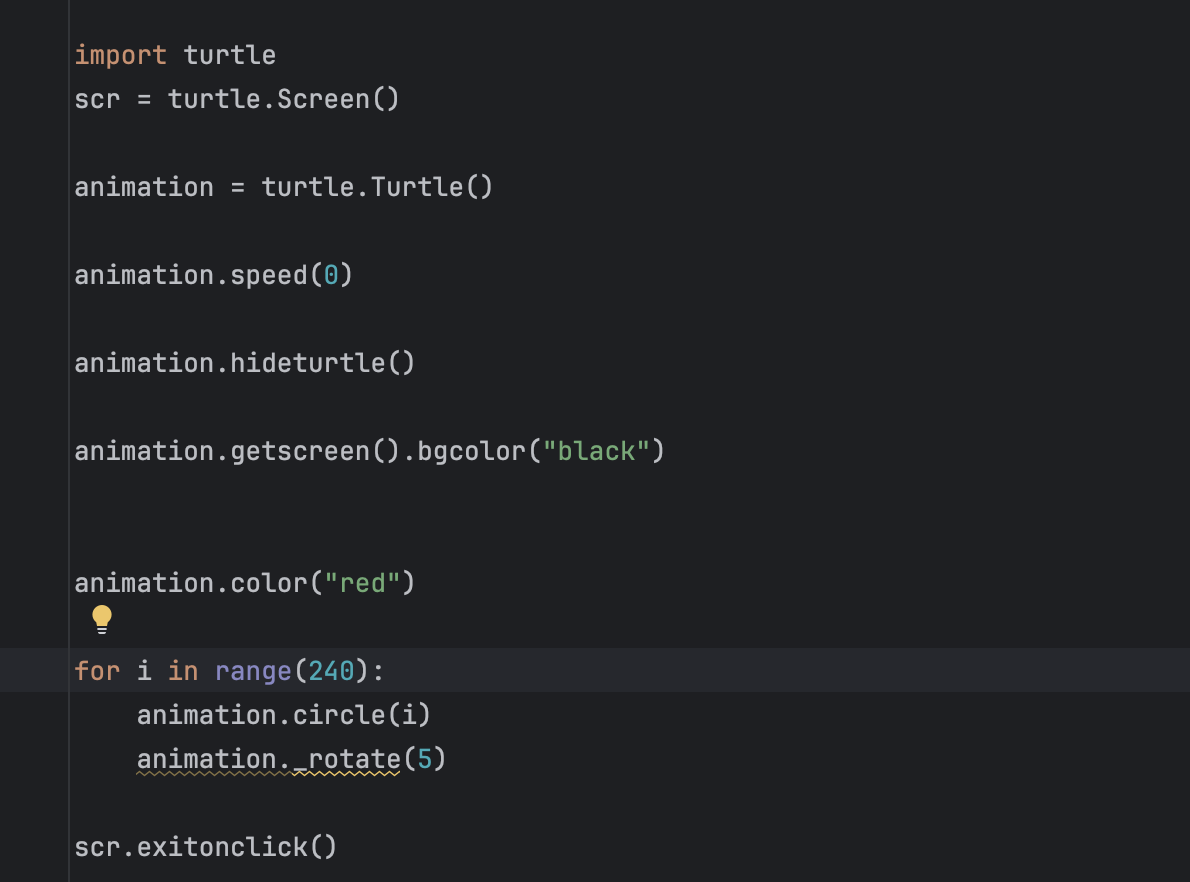 import turtle
scr = turtle.Screen()
animation = turtle.Turtle()
animation.speed(0)
animation.hideturtle()
animation.getscreen().bgcolor("black")
animation.color("red")
for i in range(240):
    animation.circle(i)
    animation._rotate(5)
scr.exitonclick()